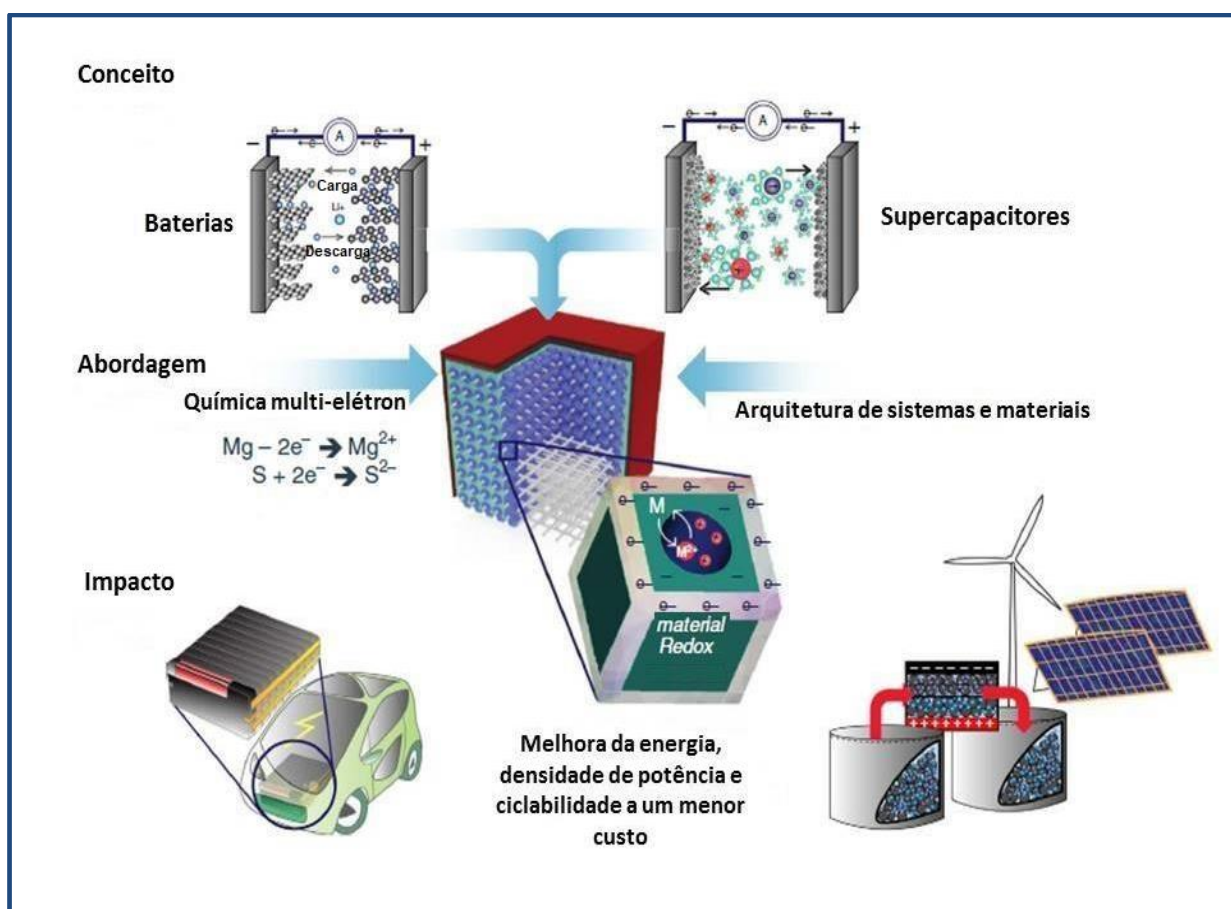 Conceito
e- → A e- →
← e- ← e-
− +
Carga
Li+
Descarga
Baterias
e- → A e- →
← e- ← e-
− +
Supercapacitores
Abordagem
Química multi-elétron
Mg – 2e⁻ ➔ Mg²⁺
S + 2e⁻ ➔ S²⁻
Arquitetura de sistemas e materiais
M
material
Redox
Impacto
Melhora da energia,
densidade de potência e
ciclabilidade a um menor
custo